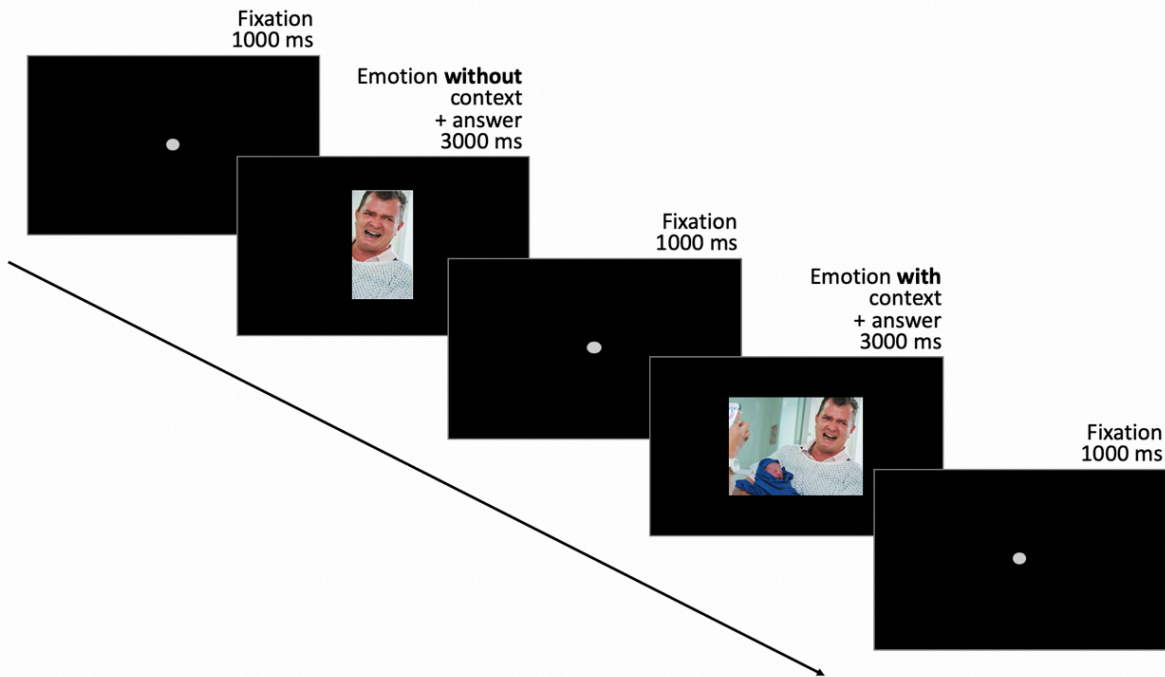 Fixation
1000 ms
Emotion without
context
+ answer
3000 ms
Fixation
1000 ms
Emotion with
context
+ answer
3000 ms
Fixation
1000 ms